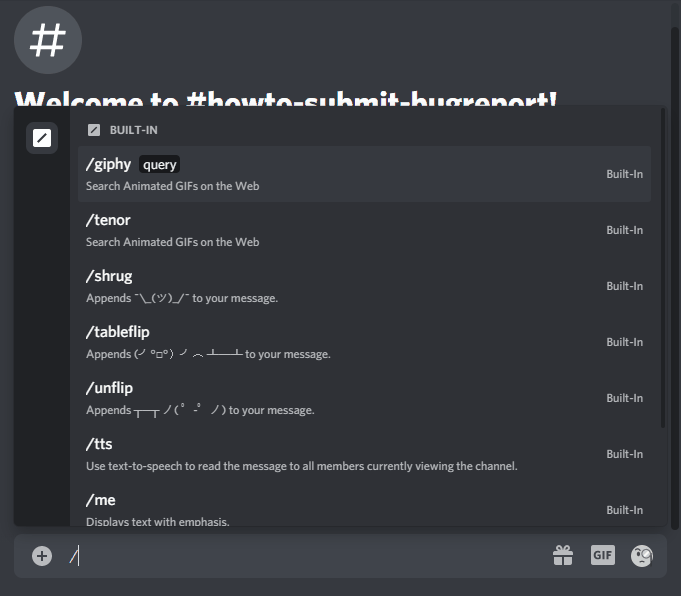 #
Welcome to #howto-submit-bugreport!
BUILT-IN
/giphy query
Search Animated GIFs on the Web
Built-In
/tenor
Search Animated GIFs on the Web
Built-In
/shrug
Appends ¯\_(ツ)_/¯ to your message.
Built-In
/tableflip
Appends (╯°□°)╯︵ ┻━┻ to your message.
Built-In
/unflip
Appends ┬─┬ ノ( ゜-゜ノ) to your message.
Built-In
/tts
Use text-to-speech to read the message to all members currently viewing the channel.
Built-In
/me
Displays text with emphasis.
Built-In
/
GIF